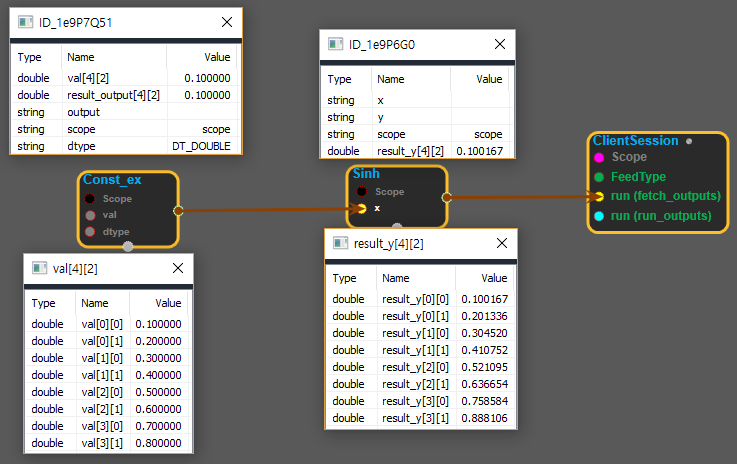 ID_1e9P7Q51
Type Name Value
double val[4][2] 0.100000
double result_output[4][2] 0.100000
string output
string scope scope
string dtype DT_DOUBLE
ID_1e9P6G0
Type Name Value
string x
string y
string scope scope
double result_y[4][2] 0.100167
Const_ex
Scope
val
dtype
Sinh
Scope
x
ClientSession
Scope
FeedType
run (fetch_outputs)
run (run_outputs)
val[4][2]
Type Name Value
double val[0][0] 0.100000
double val[0][1] 0.200000
double val[1][0] 0.300000
double val[1][1] 0.400000
double val[2][0] 0.500000
double val[2][1] 0.600000
double val[3][0] 0.700000
double val[3][1] 0.800000
result_y[4][2]
Type Name Value
double result_y[0][0] 0.100167
double result_y[0][1] 0.201336
double result_y[1][0] 0.304520
double result_y[1][1] 0.410752
double result_y[2][0] 0.521095
double result_y[2][1] 0.636654
double result_y[3][0] 0.758584
double result_y[3][1] 0.888106